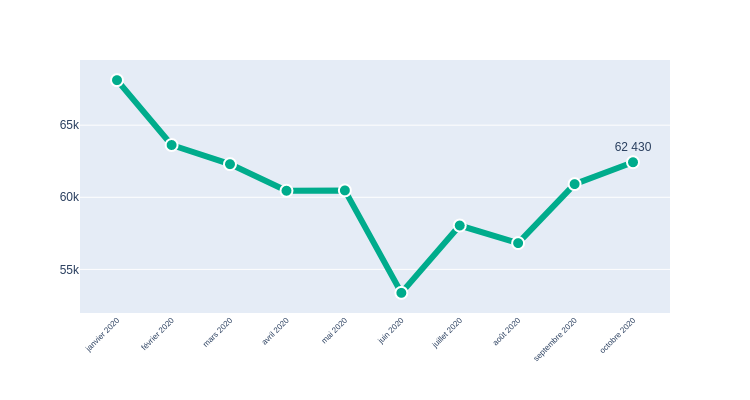 65k
62 430
60k
55k
janvier 2020
février 2020
mars 2020
avril 2020
mai 2020
juin 2020
juillet 2020
août 2020
septembre 2020
octobre 2020